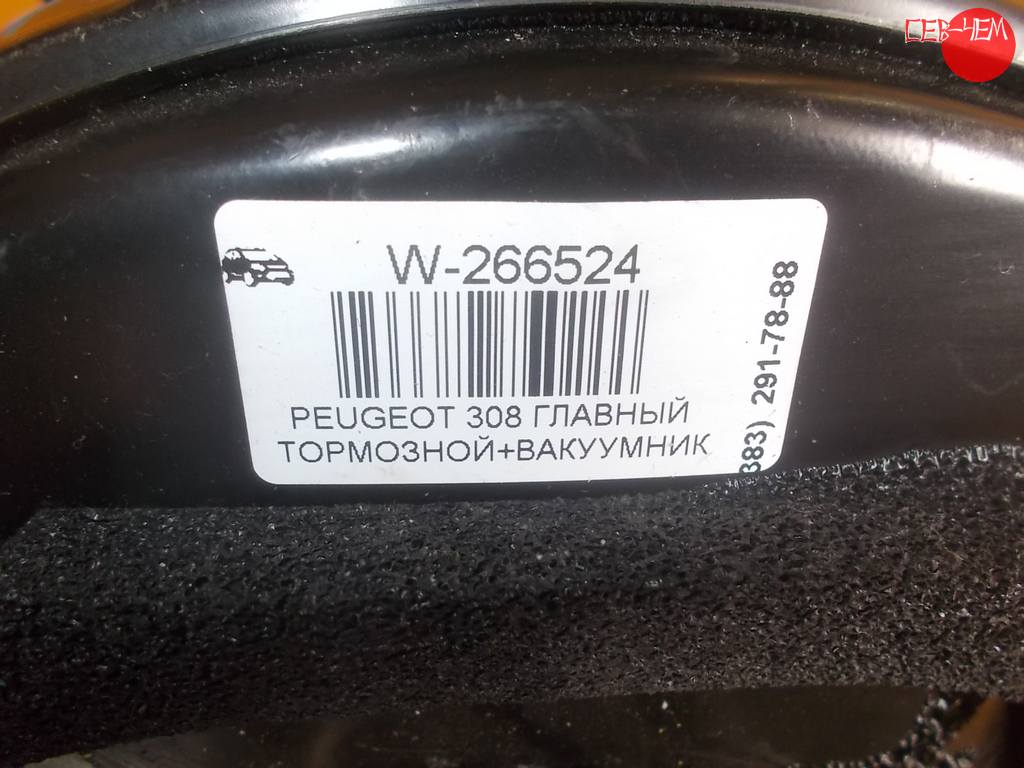 СЕВ-ЧЕМ
W-266524
PEUGEOT 308 ГЛАВНЫЙ
ТОРМОЗНОЙ+ВАКУУМНИК
383) 291-78-88